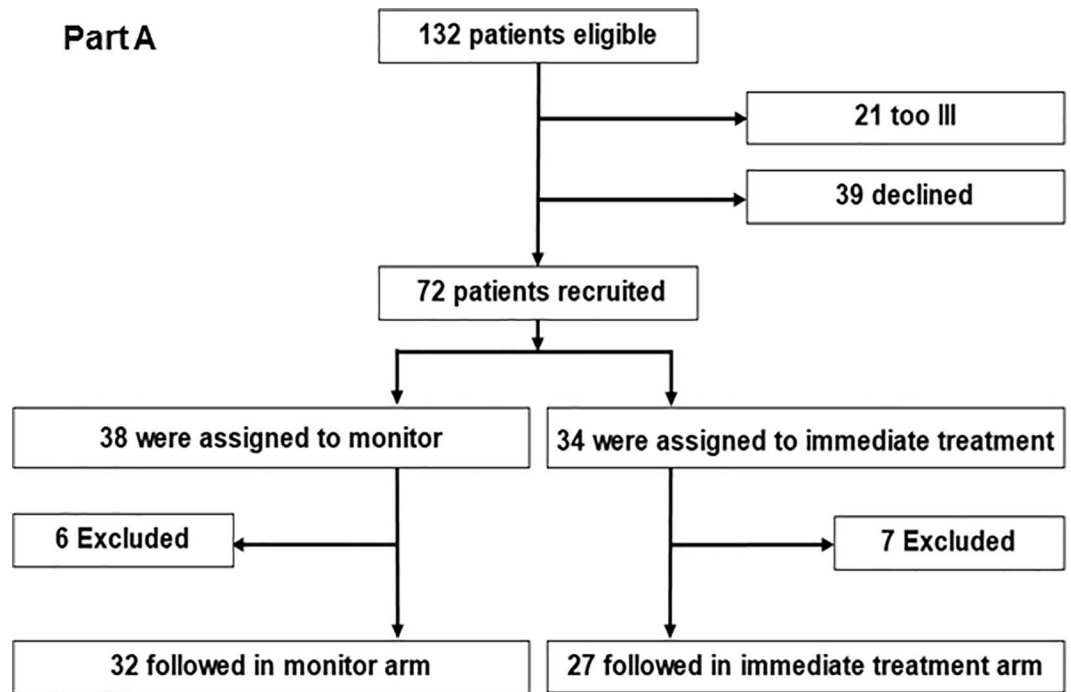 Part A
132 patients eligible
21 too Ill
39 declined
72 patients recruited
38 were assigned to monitor
34 were assigned to immediate treatment
6 Excluded
7 Excluded
32 followed in monitor arm
27 followed in immediate treatment arm